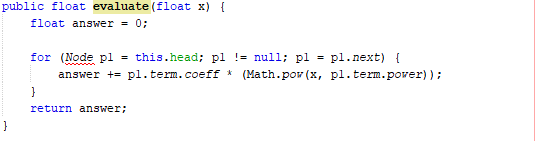 public float evaluate(float x) {
float answer = 0;
for (Node p1 = this.head; p1 != null; p1 = p1.next) {
answer += p1.term.coeff * (Math.pow(x, p1.term.power));
}
return answer;
}